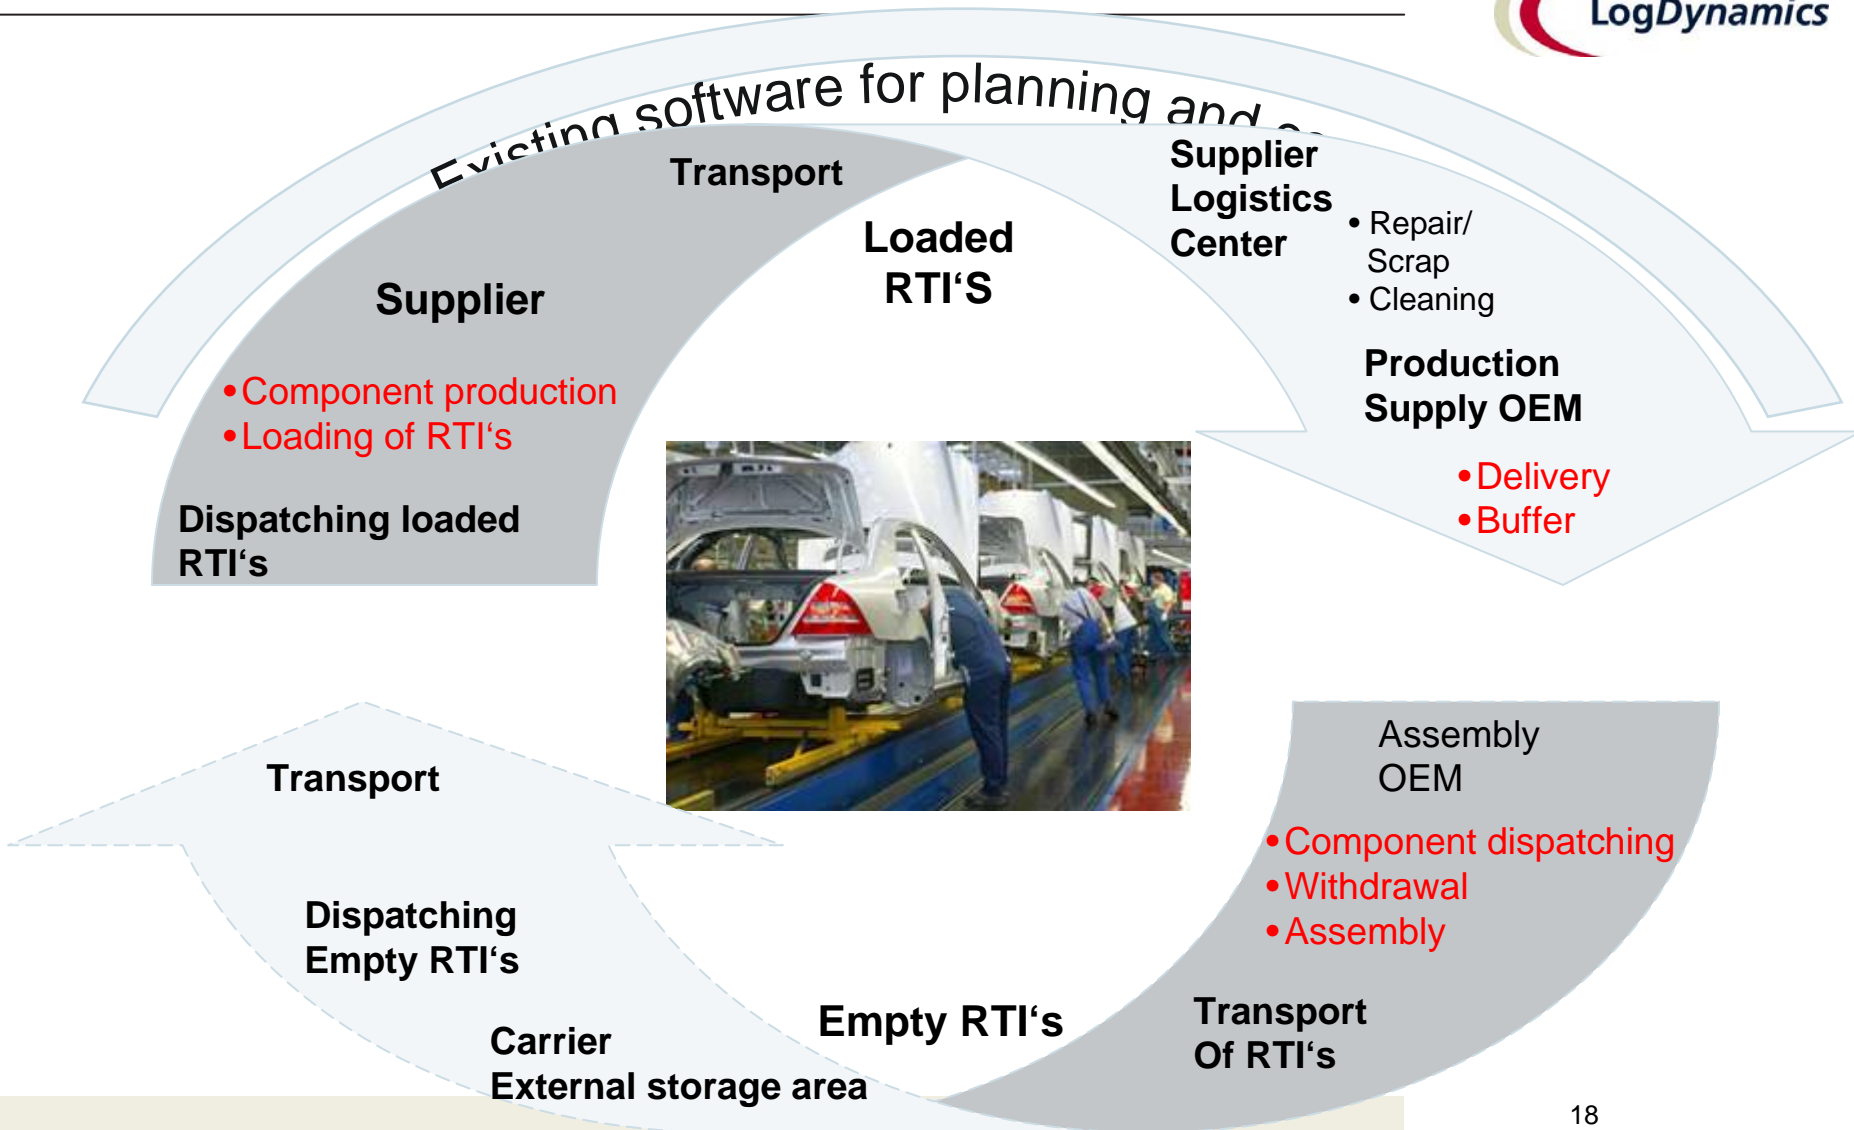 LogDynamics
Existing software for planning and
Transport
Supplier
Logistics
Center
• Repair/
Scrap
• Cleaning
Loaded
RTI‘S
Supplier
•Component production
•Loading of RTI‘s
Production
Supply OEM
•Delivery
•Buffer
Dispatching loaded
RTI‘s
Assembly
OEM
•Component dispatching
•Withdrawal
•Assembly
Transport
Dispatching
Empty RTI‘s
Empty RTI‘s
Transport
Of RTI‘s
Carrier
External storage area
18